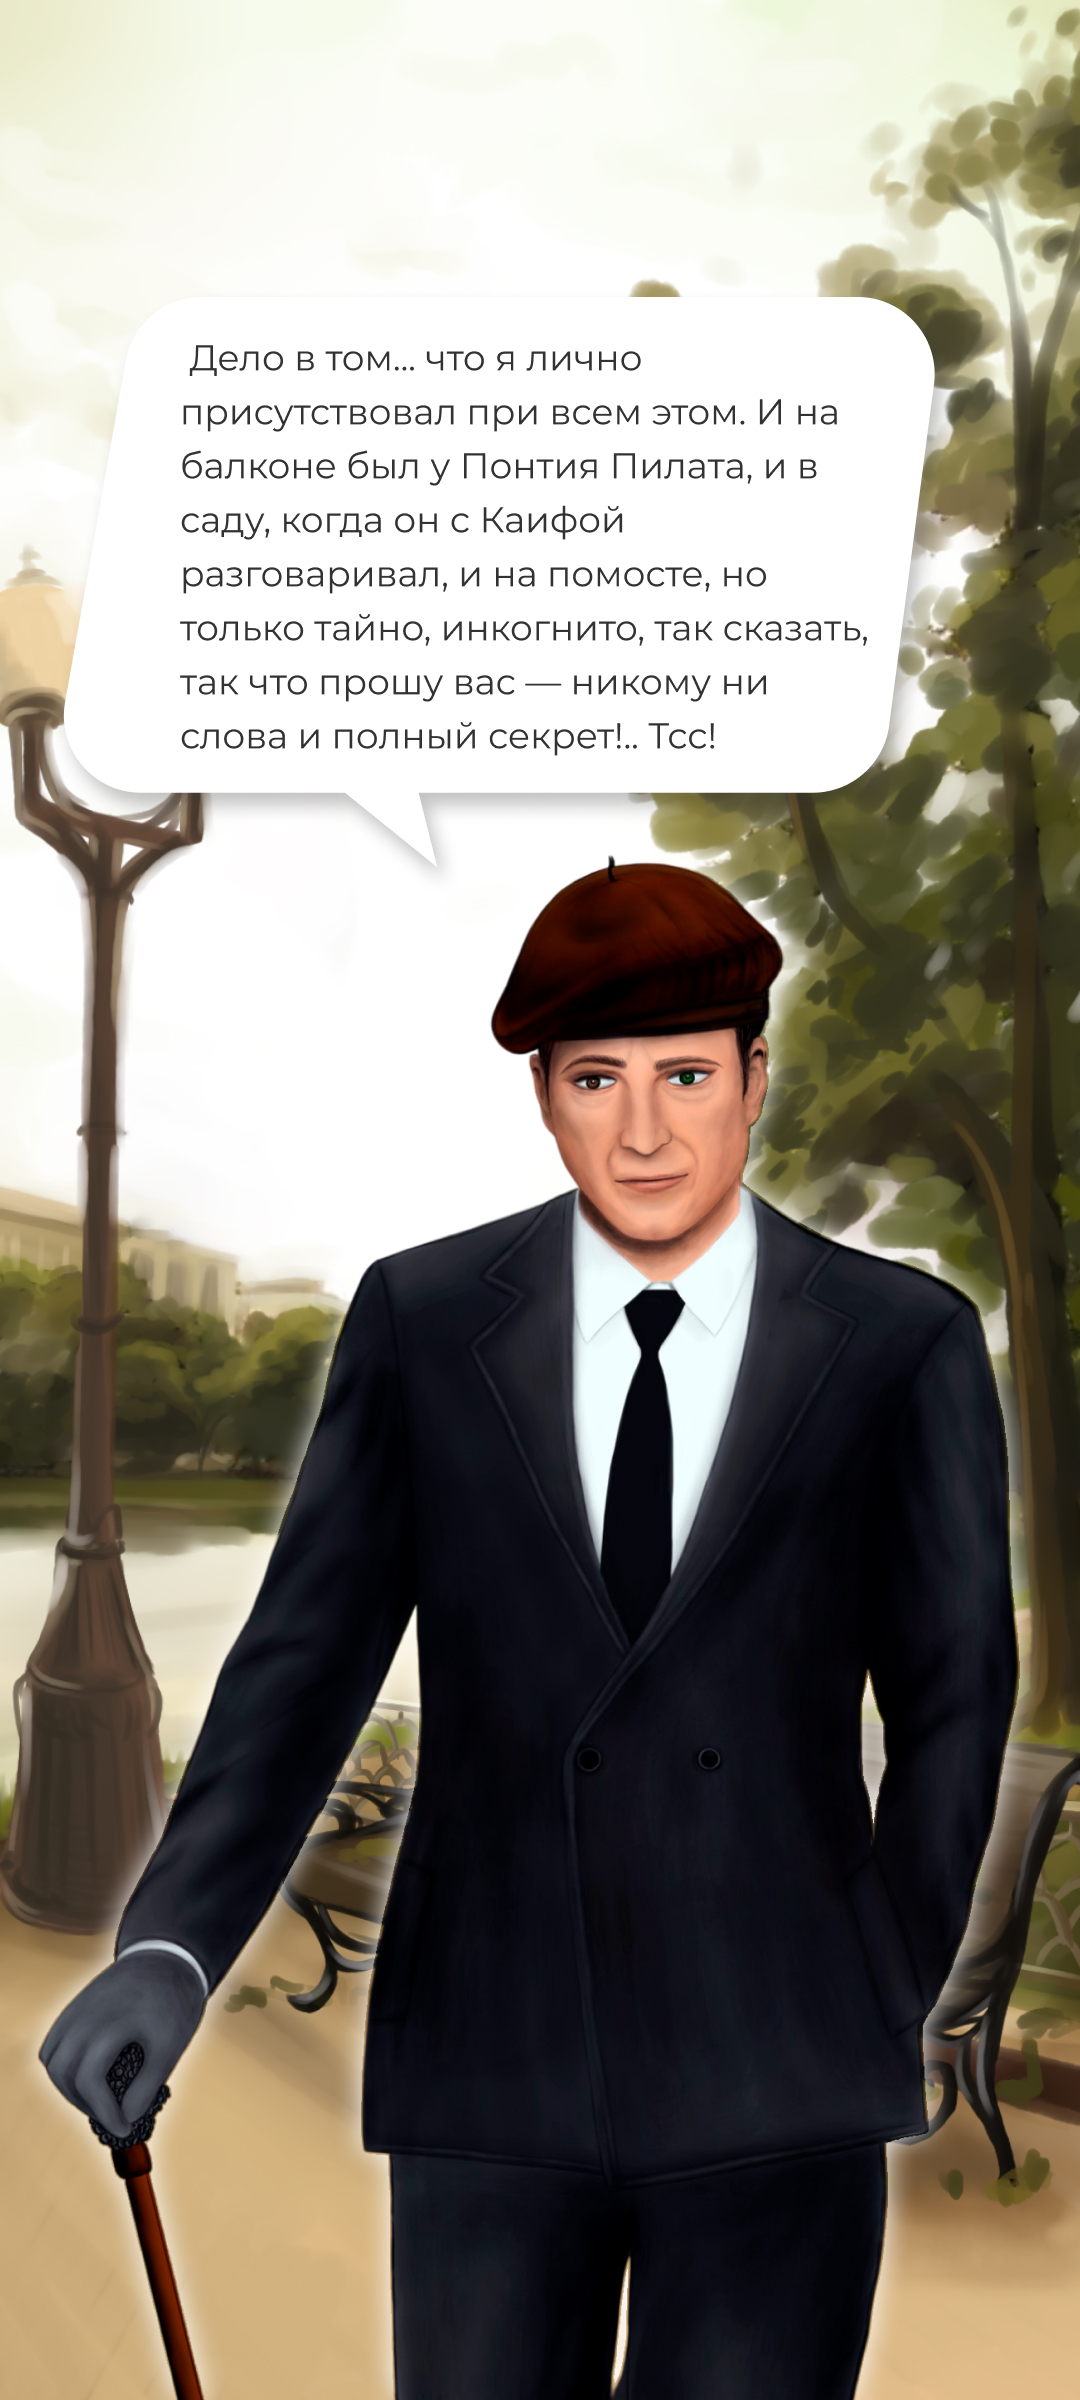 Дело в том... что я лично
присутствовал при всем этом. И на
балконе был у Понтия Пилата, и в
саду, когда он с Каифой
разговаривал, и на помосте, но
только тайно, инкогнито, так сказать,
так что прошу вас — никому ни
слова и полный секрет!.. Тсс!